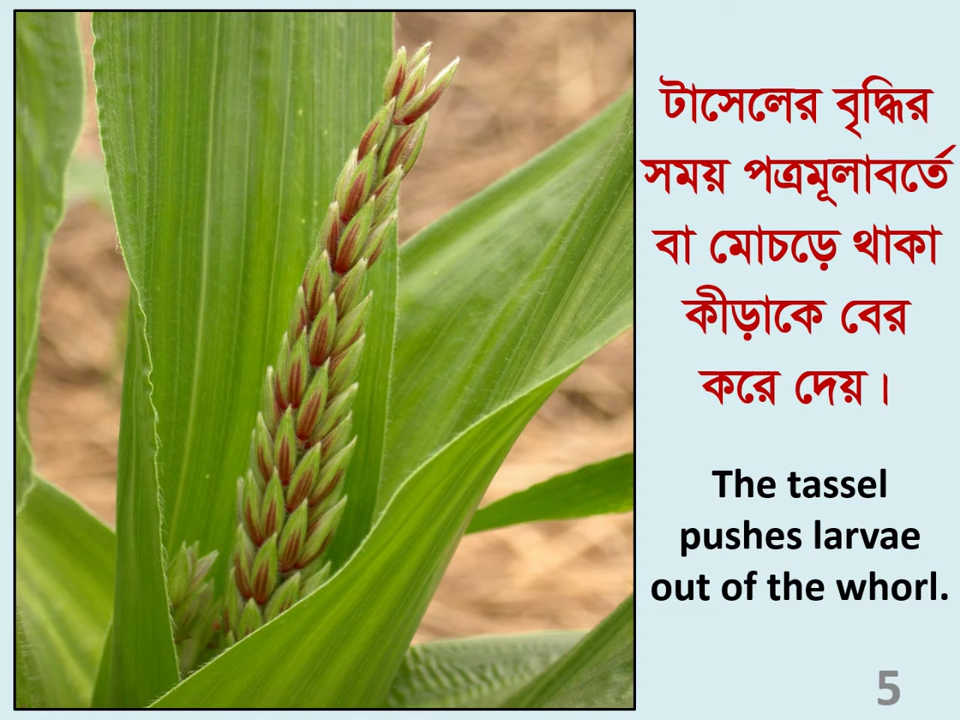 টাসেলের বৃদ্ধির
সময় পত্রমূলাবর্তে
বা মোচড়ে থাকা
কীড়াকে বের
করে দেয়।
The tassel
pushes larvae
out of the whorl.
5